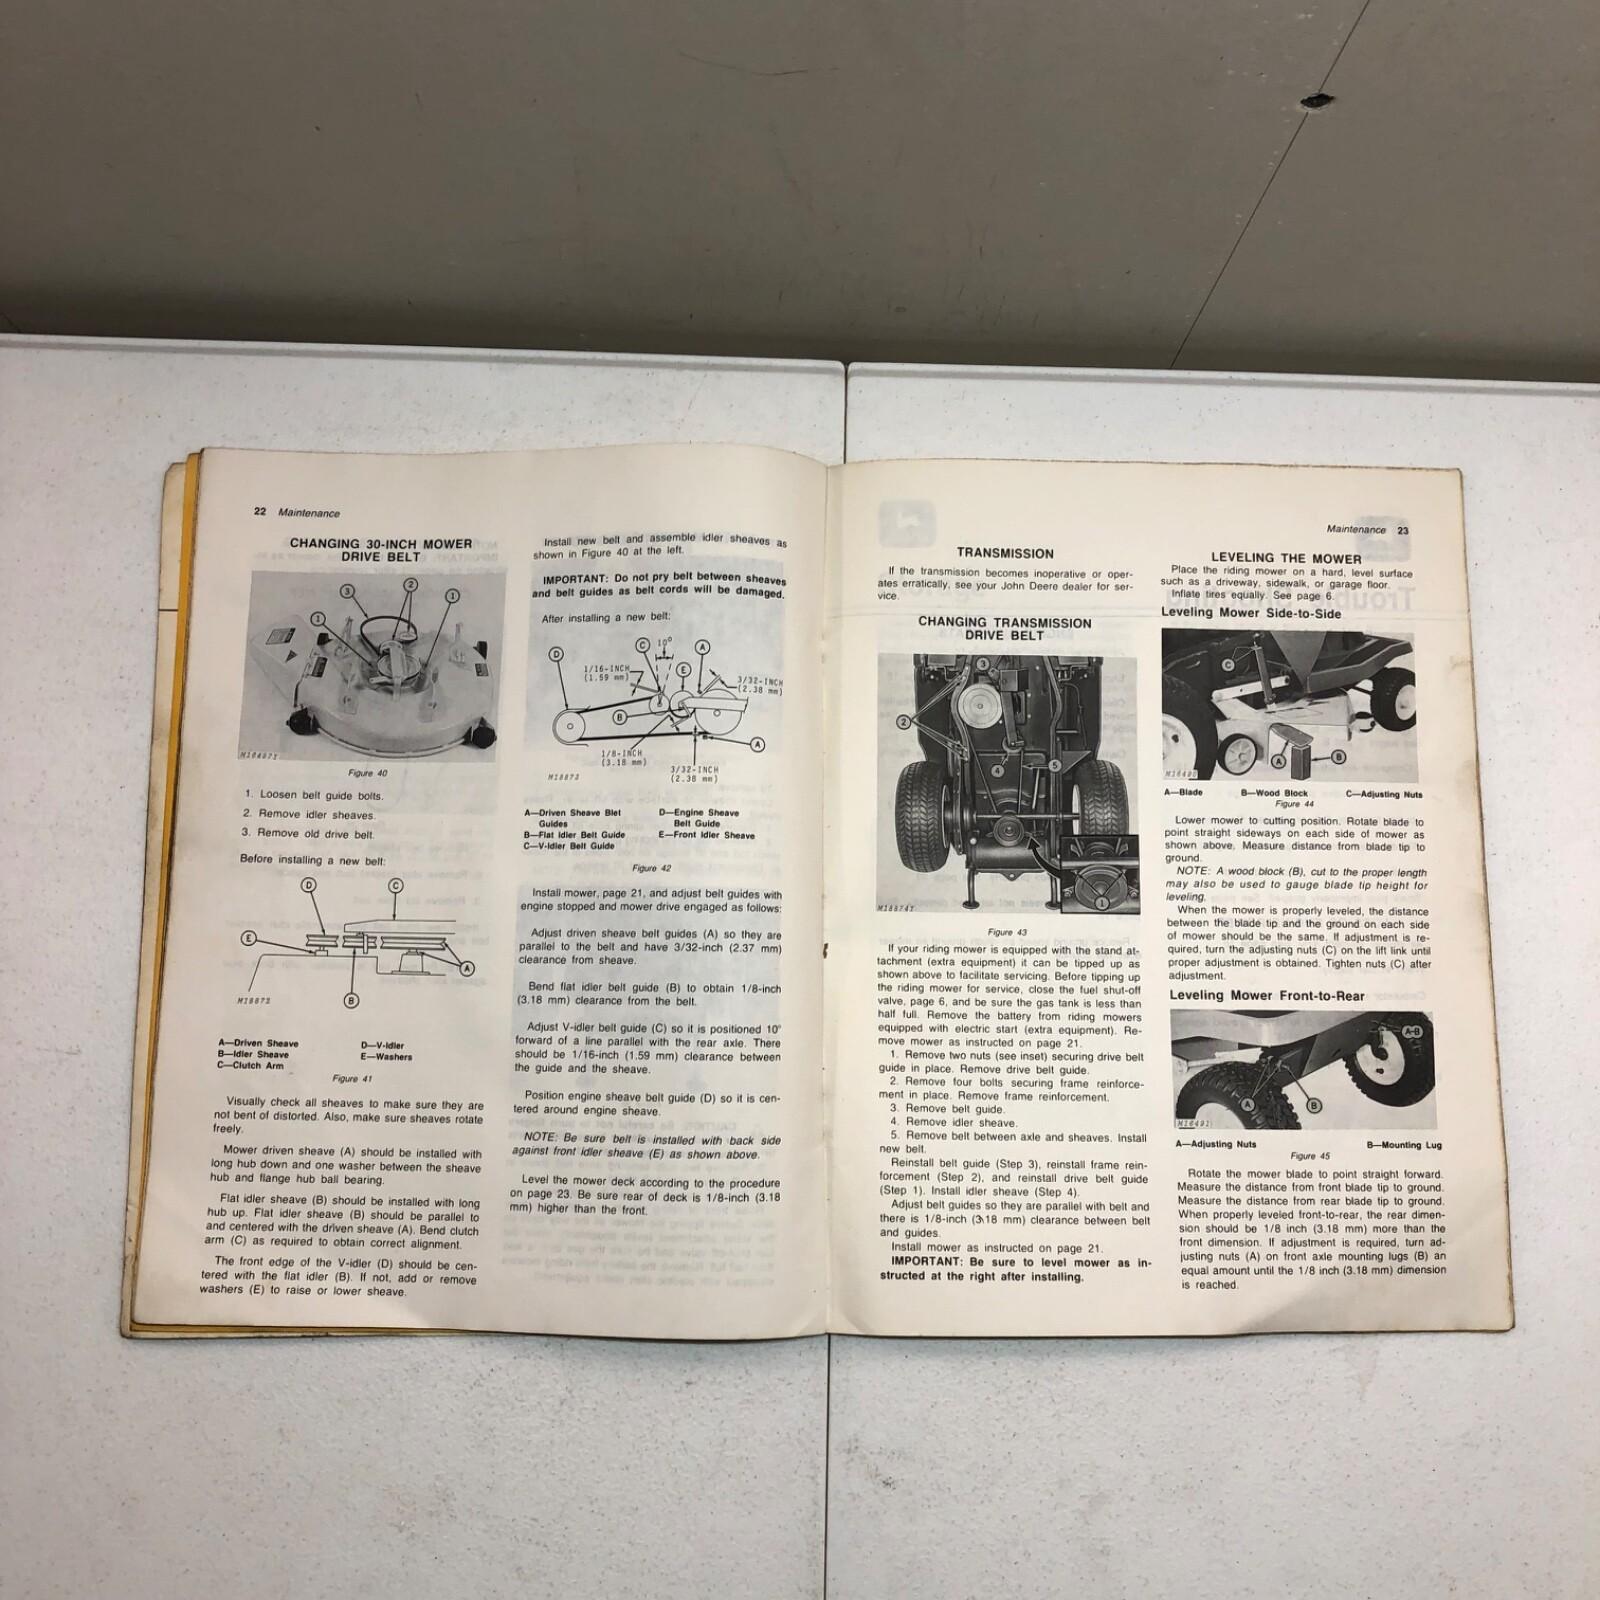 22 Maintenance
CHANGING 30-INCH MOWER
DRIVE BELT
3
2
1
1
Figure 40
1. Loosen belt guide bolts.
2. Remove idler sheaves.
3. Remove old drive belt.
Before installing a new belt:
D
C
E
A
B
M18872
A—Driven Sheave
B—Idler Sheave
C—Clutch Arm
D—V-Idler
E—Washers
Figure 41
Visually check all sheaves to make sure they are
not bent of distorted. Also, make sure sheaves rotate
freely.
Mower driven sheave (A) should be installed with
long hub down and one washer between the sheave
hub and flange hub ball bearing.
Flat idler sheave (B) should be installed with long
hub up. Flat idler sheave (B) should be parallel to
and centered with the driven sheave (A). Bend clutch
arm (C) as required to obtain correct alignment.
The front edge of the V-idler (D) should be cen-
tered with the flat idler (B). If not, add or remove
washers (E) to raise or lower sheave.
Install new belt and assemble idler sheaves as
shown in Figure 40 at the left.
IMPORTANT: Do not pry belt between sheaves
and belt guides as belt cords will be damaged.
After installing a new belt:
D
C
10°
A
E
1/16-INCH
(1.59 mm)
3/32-INCH
(2.38 mm)
B
A
1/8-INCH
(3.18 mm)
3/32-INCH
(2.38 mm)
M18873
A—Driven Sheave Blet
Guides
B—Flat Idler Belt Guide
C—V-Idler Belt Guide
D—Engine Sheave
Belt Guide
E—Front Idler Sheave
Figure 42
Install mower, page 21, and adjust belt guides with
engine stopped and mower drive engaged as follows:
Adjust driven sheave belt guides (A) so they are
parallel to the belt and have 3/32-inch (2.37 mm)
clearance from sheave.
Bend flat idler belt guide (B) to obtain 1/8-inch
(3.18 mm) clearance from the belt.
Adjust V-idler belt guide (C) so it is positioned 10°
forward of a line parallel with the rear axle. There
should be 1/16-inch (1.59 mm) clearance between
the guide and the sheave.
Position engine sheave belt guide (D) so it is cen-
tered around engine sheave.
NOTE: Be sure belt is installed with back side
against front idler sheave (E) as shown above.
Level the mower deck according to the procedure
on page 23. Be sure rear of deck is 1/8-inch (3.18
mm) higher than the front.
Maintenance 23
TRANSMISSION
If the transmission becomes inoperative or oper-
ates erratically, see your John Deere dealer for ser-
vice.
CHANGING TRANSMISSION
DRIVE BELT
3
2
4
5
1
M18874Y
Figure 43
If your riding mower is equipped with the stand at-
tachment (extra equipment) it can be tipped up as
shown above to facilitate servicing. Before tipping up
the riding mower for service, close the fuel shut-off
valve, page 6, and be sure the gas tank is less than
half full. Remove the battery from riding mowers
equipped with electric start (extra equipment). Re-
move mower as instructed on page 21.
1. Remove two nuts (see inset) securing drive belt
guide in place. Remove drive belt guide.
2. Remove four bolts securing frame reinforce-
ment in place. Remove frame reinforcement.
3. Remove belt guide.
4. Remove idler sheave.
5. Remove belt between axle and sheaves. Install
new belt.
Reinstall belt guide (Step 3), reinstall frame rein-
forcement (Step 2), and reinstall drive belt guide
(Step 1). Install idler sheave (Step 4).
Adjust belt guides so they are parallel with belt and
there is 1/8-inch (3.18 mm) clearance between belt
and guides.
Install mower as instructed on page 21.
IMPORTANT: Be sure to level mower as in-
structed at the right after installing.
LEVELING THE MOWER
Place the riding mower on a hard, level surface
such as a driveway, sidewalk, or garage floor.
Inflate tires equally. See page 6.
Leveling Mower Side-to-Side
C
A
B
A—Blade
B—Wood Block
C—Adjusting Nuts
Figure 44
Lower mower to cutting position. Rotate blade to
point straight sideways on each side of mower as
shown above. Measure distance from blade tip to
ground.
NOTE: A wood block (B), cut to the proper length
may also be used to gauge blade tip height for
leveling.
When the mower is properly leveled, the distance
between the blade tip and the ground on each side
of mower should be the same. If adjustment is re-
quired, turn the adjusting nuts (C) on the lift link until
proper adjustment is obtained. Tighten nuts (C) after
adjustment.
Leveling Mower Front-to-Rear
A-B
A
B
M16491
A—Adjusting Nuts
B—Mounting Lug
Figure 45
Rotate the mower blade to point straight forward.
Measure the distance from front blade tip to ground.
Measure the distance from rear blade tip to ground.
When properly leveled front-to-rear, the rear dimen-
sion should be 1/8 inch (3.18 mm) more than the
front dimension. If adjustment is required, turn ad-
justing nuts (A) on front axle mounting lugs (B) an
equal amount until the 1/8 inch (3.18 mm) dimension
is reached.